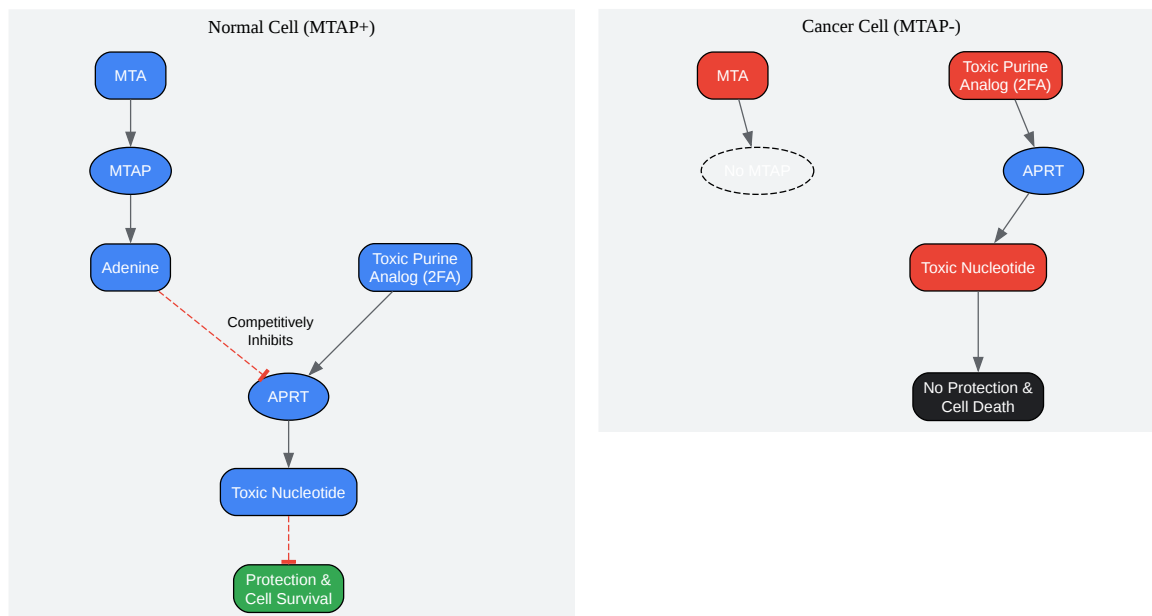 Normal Cell (MTAP+)
MTA
MTAP
Adenine
Toxic Purine
Analog (2FA)
Competitively
Inhibits
APRT
Toxic Nucleotide
Protection &
Cell Survival
Cancer Cell (MTAP-)
MTA
Toxic Purine
Analog (2FA)
No MTAP
APRT
Toxic Nucleotide
No Protection &
Cell Death